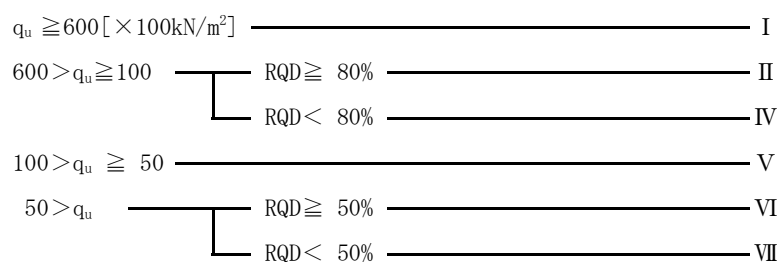 qu ≧600[×100kN/m²] Ⅰ
600＞qu≧100 RQD≧ 80% Ⅱ
RQD＜ 80% Ⅳ
100＞qu ≧ 50 Ⅴ
50＞qu RQD≧ 50% Ⅵ
RQD＜ 50% Ⅶ